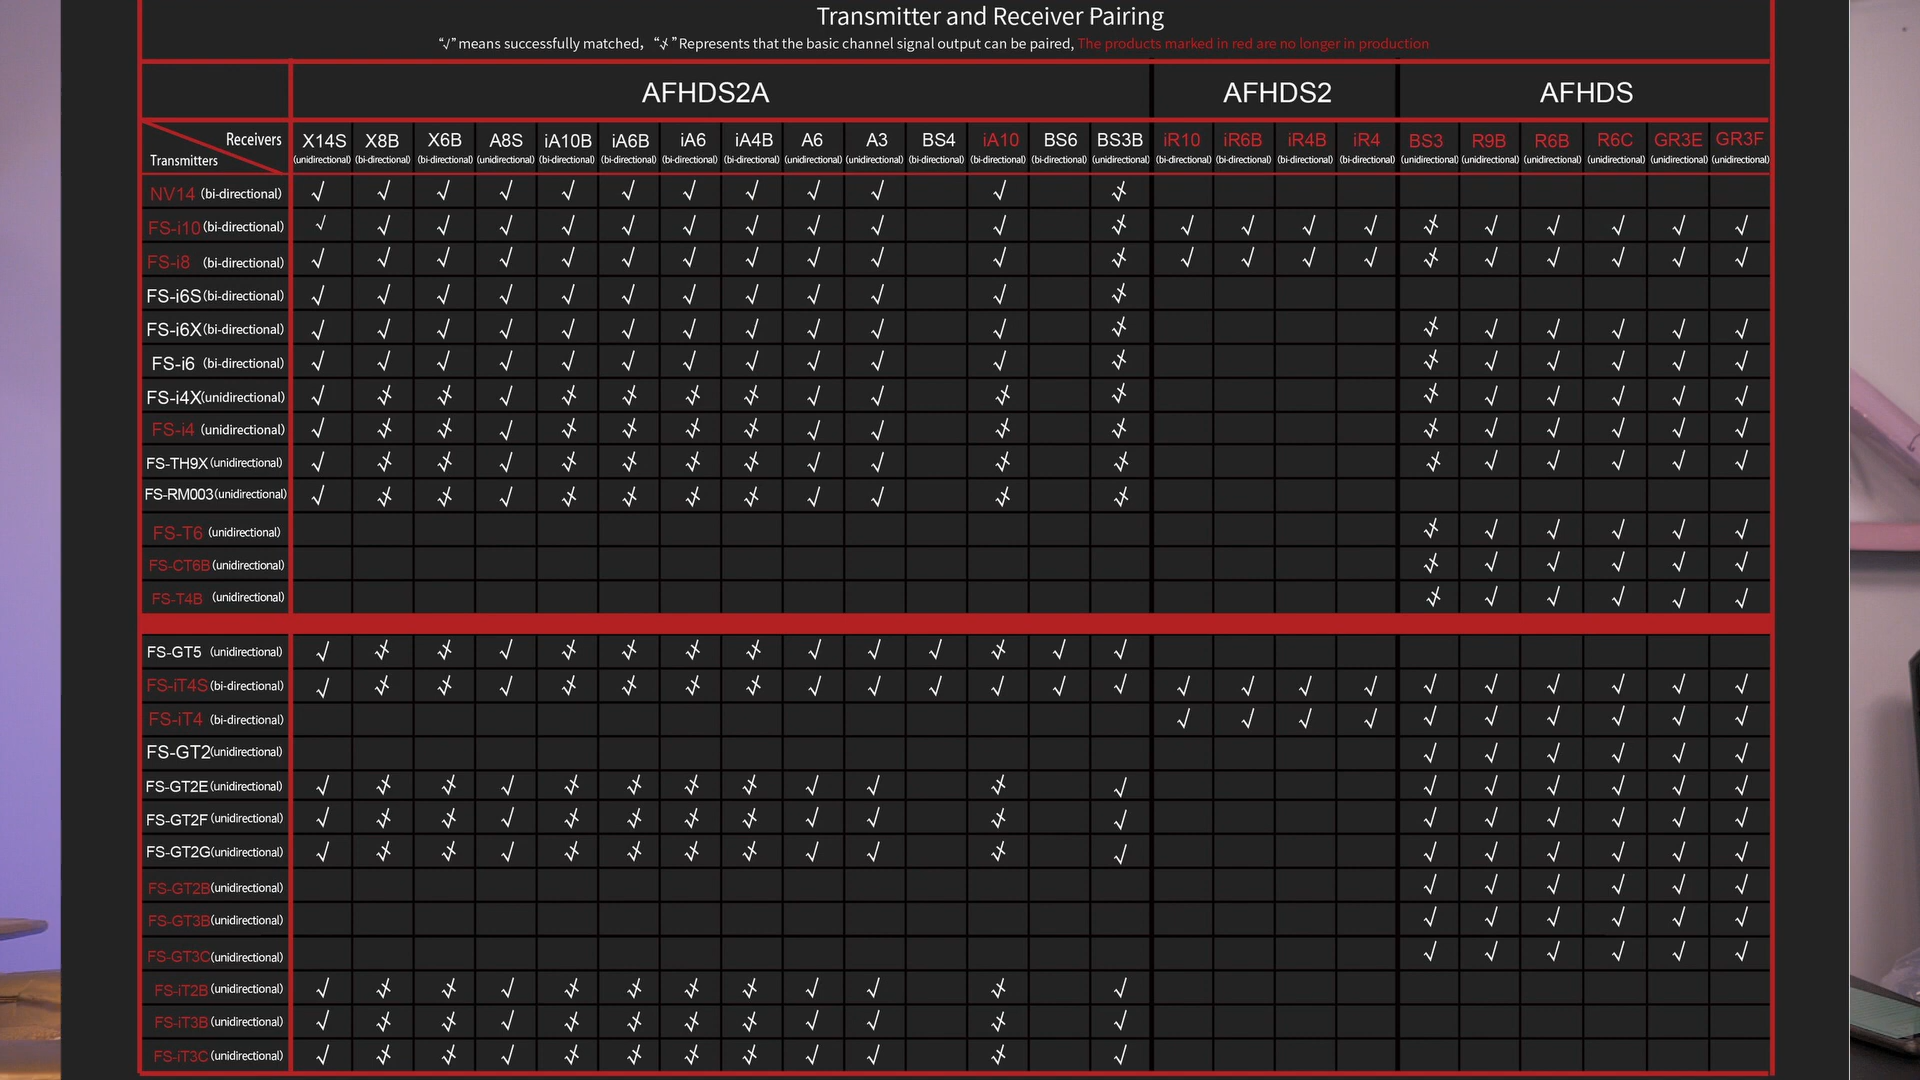 Transmitter and Receiver Pairing
“√” means successfully matched, “√×” Represents that the basic channel signal output can be paired, The products marked in red are no longer in production
AFHDS2A AFHDS2 AFHDS
Receivers
Transmitters
X14S X8B X6B A8S iA10B iA6B iA6 iA4B A6 A3 BS4 iA10 BS6 BS3B iR10 iR6B iR4B iR4 BS3 R9B R6B R6C GR3E GR3F
(unidirectional) (bi-directional) (bi-directional) (unidirectional) (bi-directional) (bi-directional) (bi-directional) (bi-directional) (unidirectional) (unidirectional) (bi-directional) (bi-directional) (bi-directional) (unidirectional) (bi-directional) (bi-directional) (bi-directional) (bi-directional) (unidirectional) (unidirectional) (unidirectional) (unidirectional) (unidirectional) (unidirectional)
NV14 (bi-directional)
FS-i10 (bi-directional)
FS-i8 (bi-directional)
FS-i6S (bi-directional)
FS-i6X (bi-directional)
FS-i6 (bi-directional)
FS-i4X (unidirectional)
FS-i4 (unidirectional)
FS-TH9X (unidirectional)
FS-RM003 (unidirectional)
FS-T6 (unidirectional)
FS-CT6B (unidirectional)
FS-T4B (unidirectional)
FS-GT5 (unidirectional)
FS-iT4S (bi-directional)
FS-iT4 (bi-directional)
FS-GT2 (unidirectional)
FS-GT2E (unidirectional)
FS-GT2F (unidirectional)
FS-GT2G (unidirectional)
FS-GT2B (unidirectional)
FS-GT3B (unidirectional)
FS-GT3C (unidirectional)
FS-iT2B (unidirectional)
FS-iT3B (unidirectional)
FS-iT3C (unidirectional)